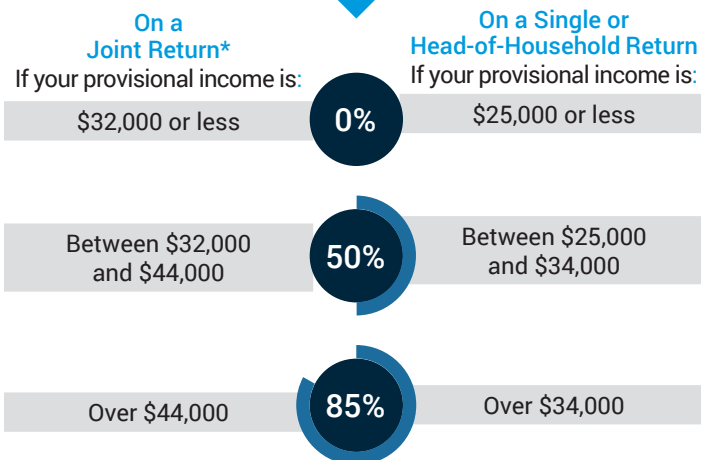 On a
Joint Return*
If your provisional income is:
On a Single or
Head-of-Household Return
If your provisional income is:
$32,000 or less
0%
$25,000 or less
Between $32,000
and $44,000
50%
Between $25,000
and $34,000
Over $44,000
85%
Over $34,000